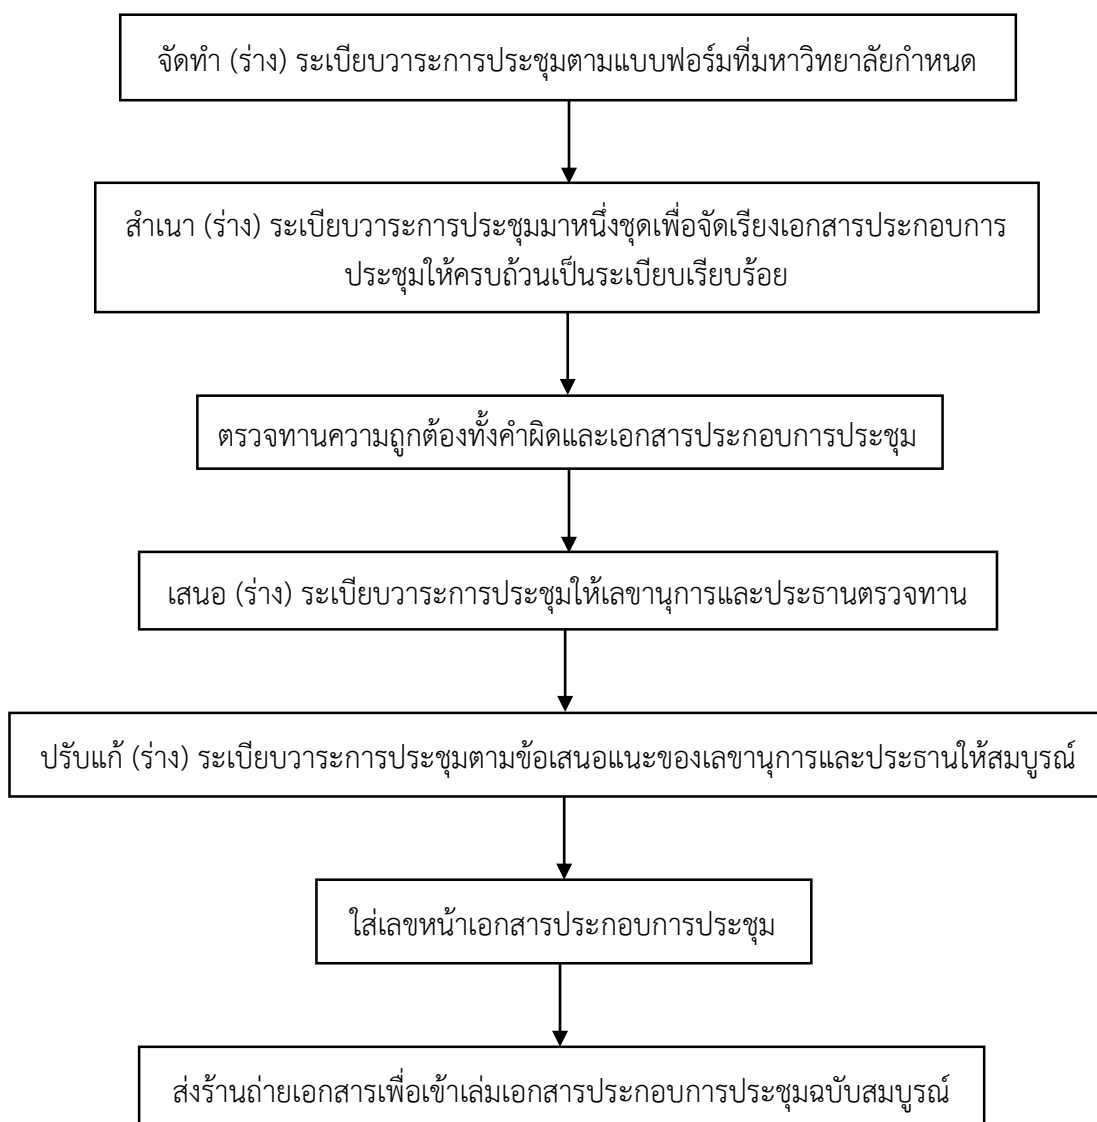 จัดทำ (ร่าง) ระเบียบวาระการประชุมตามแบบฟอร์มที่มหาวิทยาลัยกำหนด
สำเนา (ร่าง) ระเบียบวาระการประชุมมาหนึ่งชุดเพื่อจัดเรียงเอกสารประกอบการ
ประชุมให้ครบถ้วนเป็นระเบียบเรียบร้อย
ตรวจทานความถูกต้องทั้งคำผิดและเอกสารประกอบการประชุม
เสนอ (ร่าง) ระเบียบวาระการประชุมให้เลขานุการและประธานตรวจทาน
ปรับแก้ (ร่าง) ระเบียบวาระการประชุมตามข้อเสนอแนะของเลขานุการและประธานให้สมบูรณ์
ใส่เลขหน้าเอกสารประกอบการประชุม
ส่งร้านถ่ายเอกสารเพื่อเข้าเล่มเอกสารประกอบการประชุมฉบับสมบูรณ์